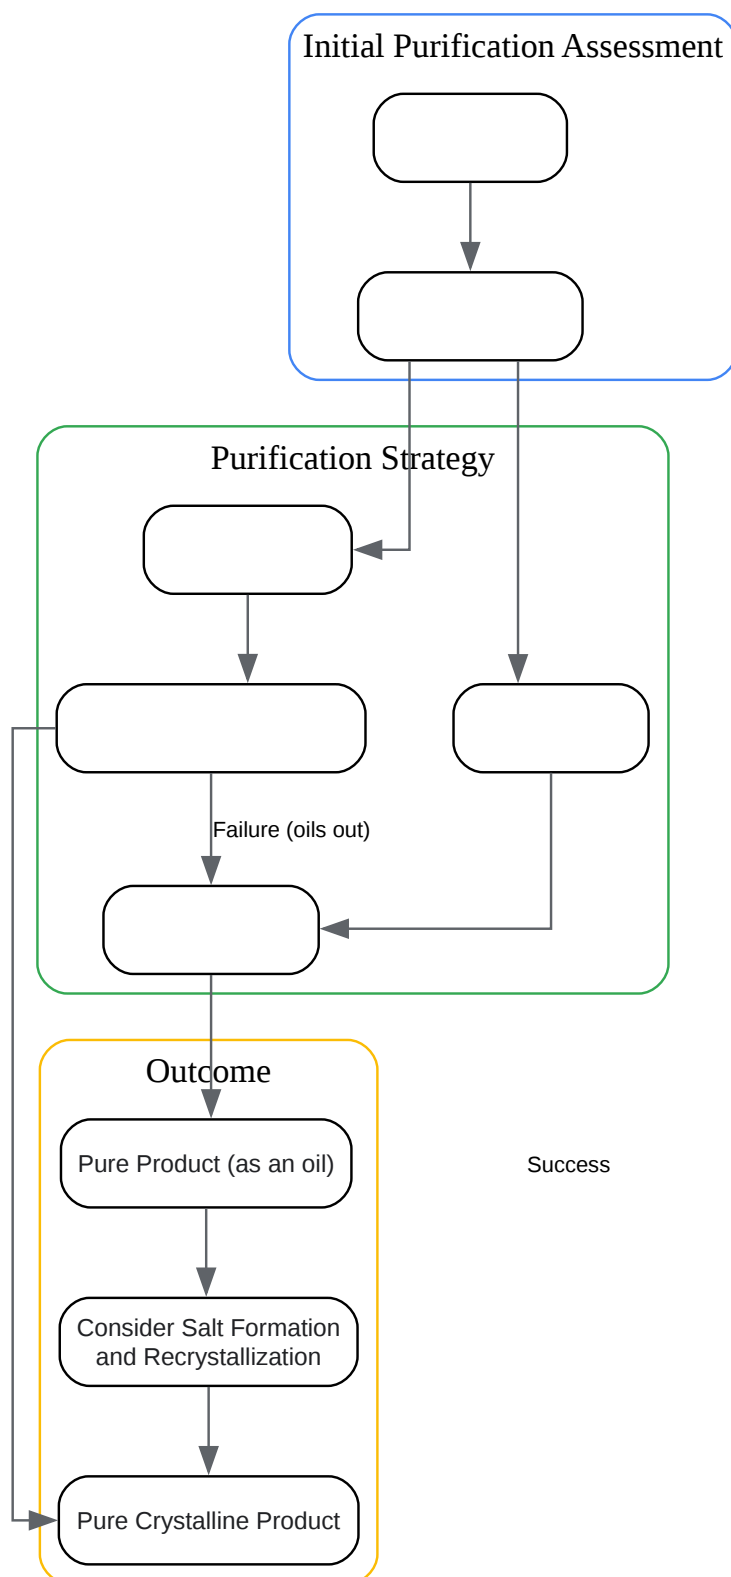 Initial Purification Assessment
Purification Strategy
Failure (oils out)
Outcome
Pure Product (as an oil)
Success
Consider Salt Formation
and Recrystallization
Pure Crystalline Product